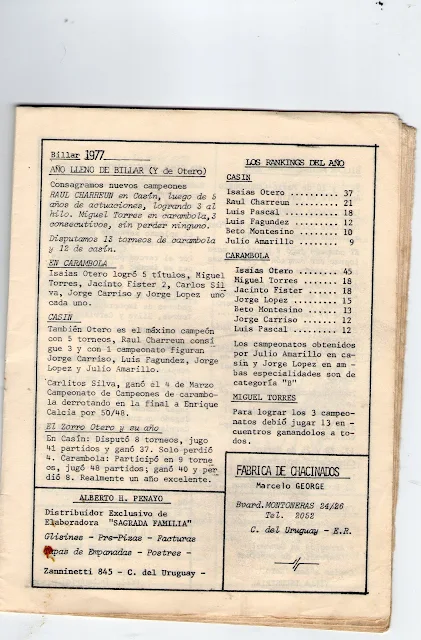 Billar 1977
AÑO LLENO DE BILLAR (Y de Otero)
Consagramos nuevos campeones
RAUL CHARREUN en Casín, luego de 5
años de actuaciones, logrando 3 al
hilo. Miguel Torres en carambola,3
consecutivos, sin perder ninguno.
Disputamos 13 torneos de carambola
y 12 de casín.
EN CARAMBOLA
Isaías Otero logró 5 títulos, Miguel
Torres, Jacinto Fister 2, Carlos Sil
va, Jorge Carriso y Jorge Lopez uno
cada uno.
CASIN
También Otero es el máximo campeón
con 5 torneos, Raul Charreun consi
gue 3 y con 1 campeonato figuran
Jorge Carriso, Luis Fagundez, Jorge
Lopez y Julio Amarillo.
Carlitos Silva, ganó el 4 de Marzo
Campeonato de Campeones de carambo-
la derrotando en la final a Enrique
Calcia por 50/48.
El Zorro Otero y su año
En Casín: Disputó 8 torneos, jugo
41 partidos y ganó 37. Solo perdió
4. Carambola: Participó en 9 torne
os, jugó 48 partidos; ganó 40 y per
dió 8. Realmente un año excelente.
ALBERTO H. PENAYO
Distribuidor Exclusivo de
Elaboradora "SAGRADA FAMILIA"
Glisines - Pre-Pizas - Facturas
Tapas de Empanadas - Postres -
Zanninetti 845 - C. del Uruguay -
LOS RANKINGS DEL AÑO
CASIN
Isaías Otero .......... 37
Raul Charreun ......... 21
Luis Pascal ........... 18
Luis Fagundez ......... 12
Beto Montesino ........ 10
Julio Amarillo ........ 9
CARAMBOLA
Isaías Otero .......... 45
Miguel Torres ......... 18
Jacinto Fister ........ 18
Jorge Lopez ........... 15
Beto Montesino ........ 13
Jorge Carriso ......... 12
Luis Pascal ........... 12
Los campeonatos obtenidos
por Julio Amarillo en ca-
sín y Jorge Lopez en am-
bas especialidades son de
categoría "B"
MIGUEL TORRES
Para lograr los 3 campeo-
natos debió jugar 13 en -
cuentros ganándolos a to-
dos.
FABRICA DE CHACINADOS
Marcelo GEORGE
Bvard.MONTONERAS 24/26
Tel. 2052
C. del Uruguay - E.R.